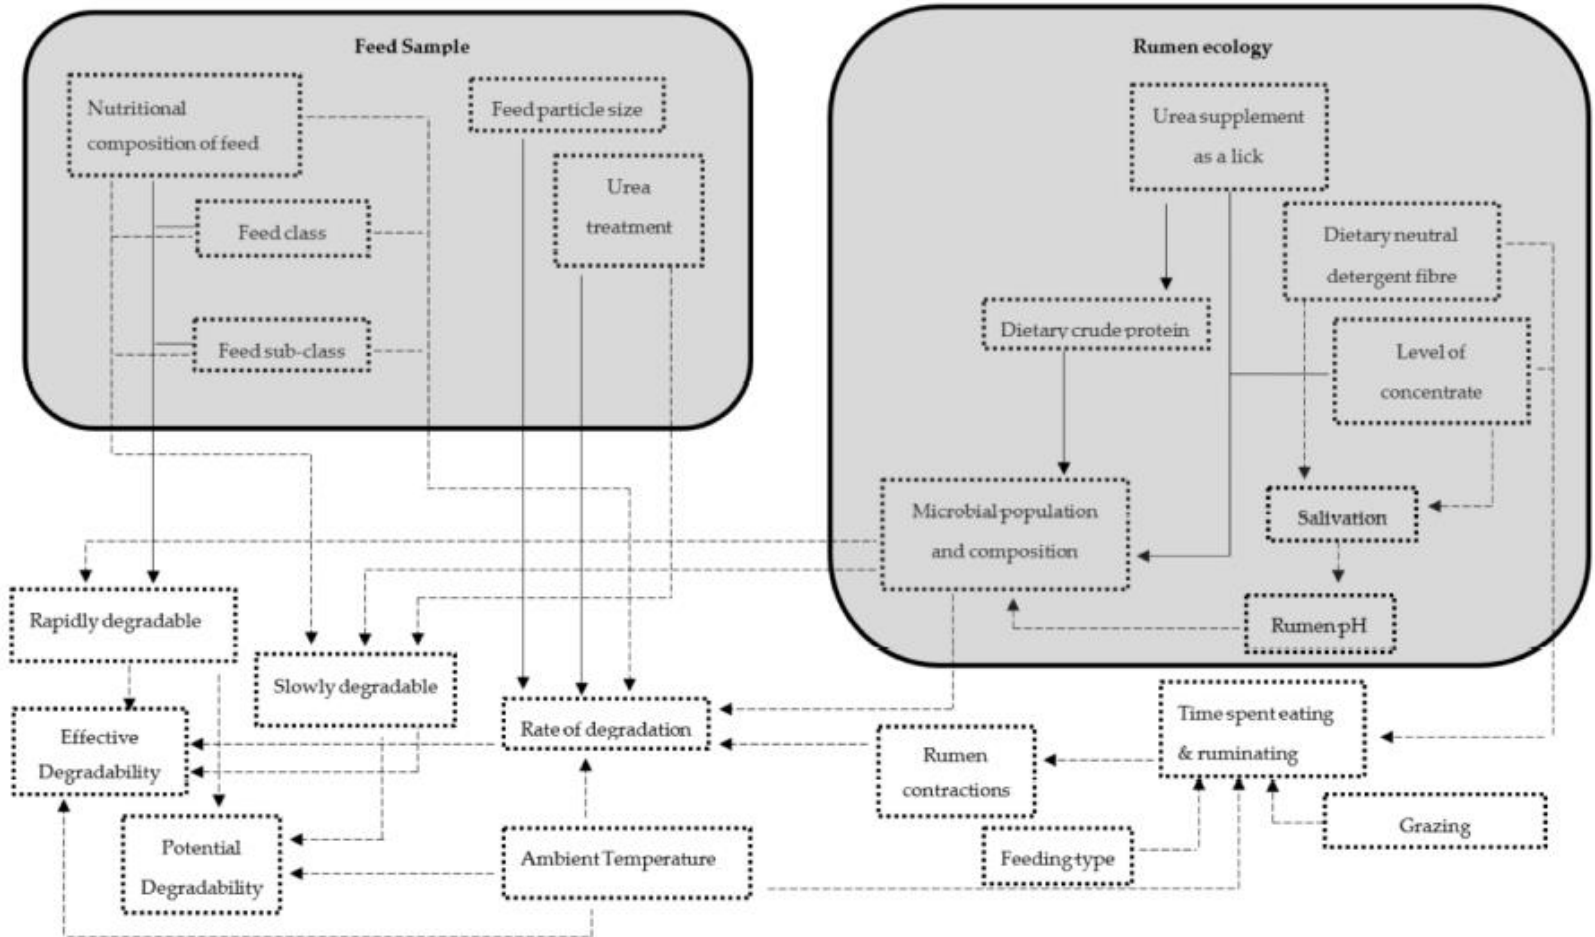 Feed Sample
Nutritional
composition of feed
Feed particle size
Urea
treatment
Feed class
Feed sub-class
Rumen ecology
Urea supplement
as a lick
Dietary neutral
detergent fibre
Dietary crude protein
Level of
concentrate
Microbial population
and composition
Salivation
Rumen pH
Rapidly degradable
Slowly degradable
Effective
Degradability
Rate of degradation
Rumen
contractions
Time spent eating
& ruminating
Potential
Degradability
Ambient Temperature
Feeding type
Grazing